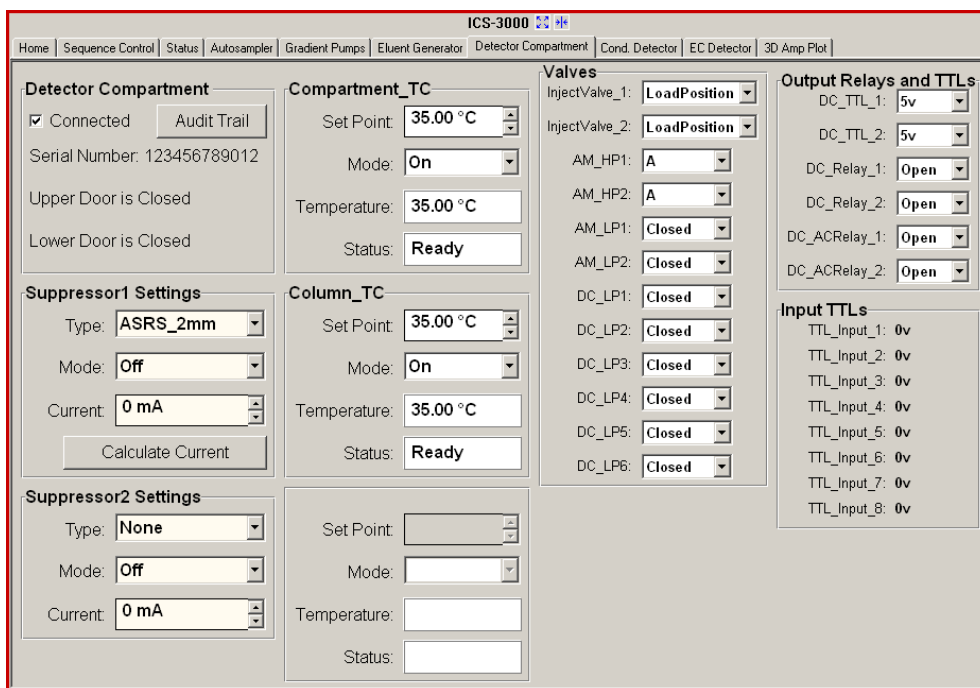 ICS-3000
Home Sequence Control Status Autosampler Gradient Pumps Eluent Generator Detector Compartment Cond. Detector EC Detector 3D Amp Plot
Detector Compartment
Connected Audit Trail
Serial Number: 123456789012
Upper Door is Closed
Lower Door is Closed
Suppressor1 Settings
Type: ASRS_2mm
Mode: Off
Current: 0 mA
Calculate Current
Suppressor2 Settings
Type: None
Mode: Off
Current: 0 mA
Compartment_TC
Set Point: 35.00 °C
Mode: On
Temperature: 35.00 °C
Status: Ready
Column_TC
Set Point: 35.00 °C
Mode: On
Temperature: 35.00 °C
Status: Ready
Set Point:
Mode:
Temperature:
Status:
Valves
InjectValve_1: LoadPosition
InjectValve_2: LoadPosition
AM_HP1: A
AM_HP2: A
AM_LP1: Closed
AM_LP2: Closed
DC_LP1: Closed
DC_LP2: Closed
DC_LP3: Closed
DC_LP4: Closed
DC_LP5: Closed
DC_LP6: Closed
Output Relays and TTLs
DC_TTL_1: 5v
DC_TTL_2: 5v
DC_Relay_1: Open
DC_Relay_2: Open
DC_ACRelay_1: Open
DC_ACRelay_2: Open
Input TTLs
TTL_Input_1: 0v
TTL_Input_2: 0v
TTL_Input_3: 0v
TTL_Input_4: 0v
TTL_Input_5: 0v
TTL_Input_6: 0v
TTL_Input_7: 0v
TTL_Input_8: 0v